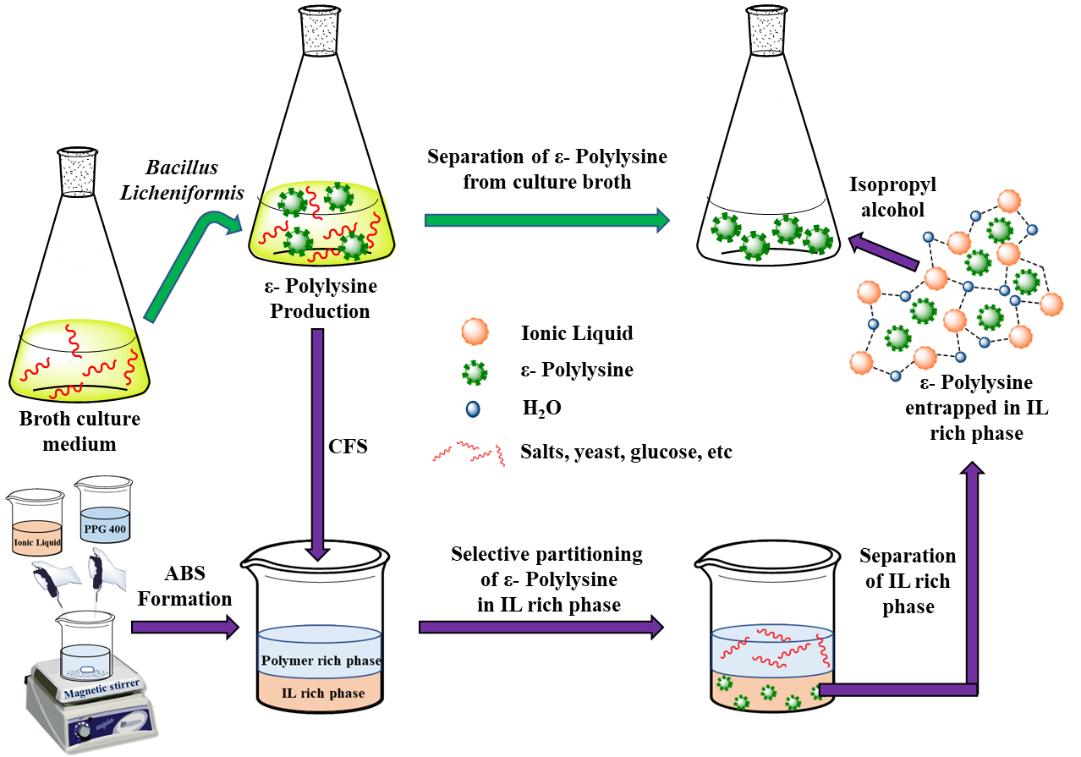 Bacillus
Licheniformis
Separation of ε- Polylysine
from culture broth
Isopropyl
alcohol
ε- Polylysine
Production
Broth culture
medium
Ionic Liquid
ε- Polylysine
H₂O
Salts, yeast, glucose, etc
ε- Polylysine
entrapped in IL
rich phase
CFS
Ionic Liquid
PPG 400
ABS
Formation
Magnetic stirrer
Polymer rich phase
IL rich phase
Selective partitioning
of ε- Polylysine
in IL rich phase
Separation
of IL rich
phase